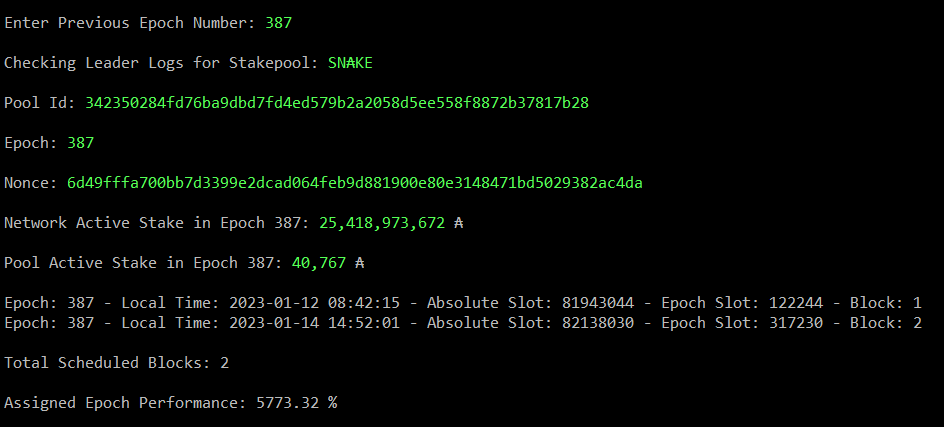 Enter Previous Epoch Number: 387
Checking Leader Logs for Stakepool: SN₳KE
Pool Id: 342350284fd76ba9dbd7fd4ed579b2a2058d5ee558f8872b37817b28
Epoch: 387
Nonce: 6d49fffa700bb7d3399e2dcad064feb9d881900e80e3148471bd5029382ac4da
Network Active Stake in Epoch 387: 25,418,973,672 ₳
Pool Active Stake in Epoch 387: 40,767 ₳
Epoch: 387 - Local Time: 2023-01-12 08:42:15 - Absolute Slot: 81943044 - Epoch Slot: 122244 - Block: 1
Epoch: 387 - Local Time: 2023-01-14 14:52:01 - Absolute Slot: 82138030 - Epoch Slot: 317230 - Block: 2
Total Scheduled Blocks: 2
Assigned Epoch Performance: 5773.32 %